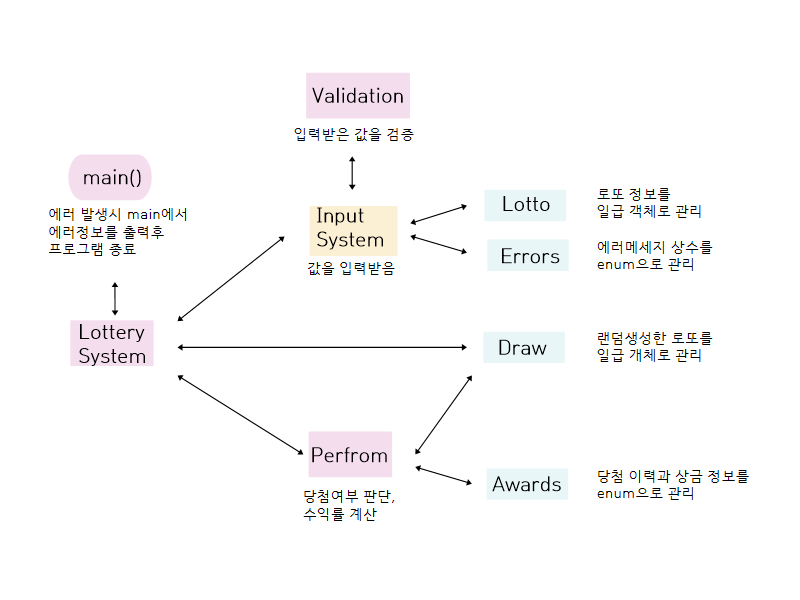 Validation
입력받은 값을 검증
main()
에러 발생시 main에서
에러정보를 출력후
프로그램 종료
Input
System
값을 입력받음
Lotto
로또 정보를
일급 객체로 관리
Errors
에러메세지 상수를
enum으로 관리
Lottery
System
Draw
랜덤생성한 로또를
일급 개체로 관리
Perfrom
당첨여부 판단,
수익률 계산
Awards
당첨 이력과 상금 정보를
enum으로 관리